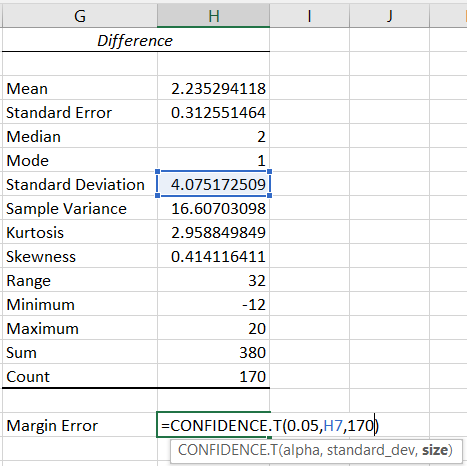 G H I J
Difference
Mean 2.235294118
Standard Error 0.312551464
Median 2
Mode 1
Standard Deviation 4.075172509
Sample Variance 16.60703098
Kurtosis 2.958849849
Skewness 0.414116411
Range 32
Minimum -12
Maximum 20
Sum 380
Count 170
Margin Error =CONFIDENCE.T(0.05,H7,170)
CONFIDENCE.T(alpha, standard_dev, size)